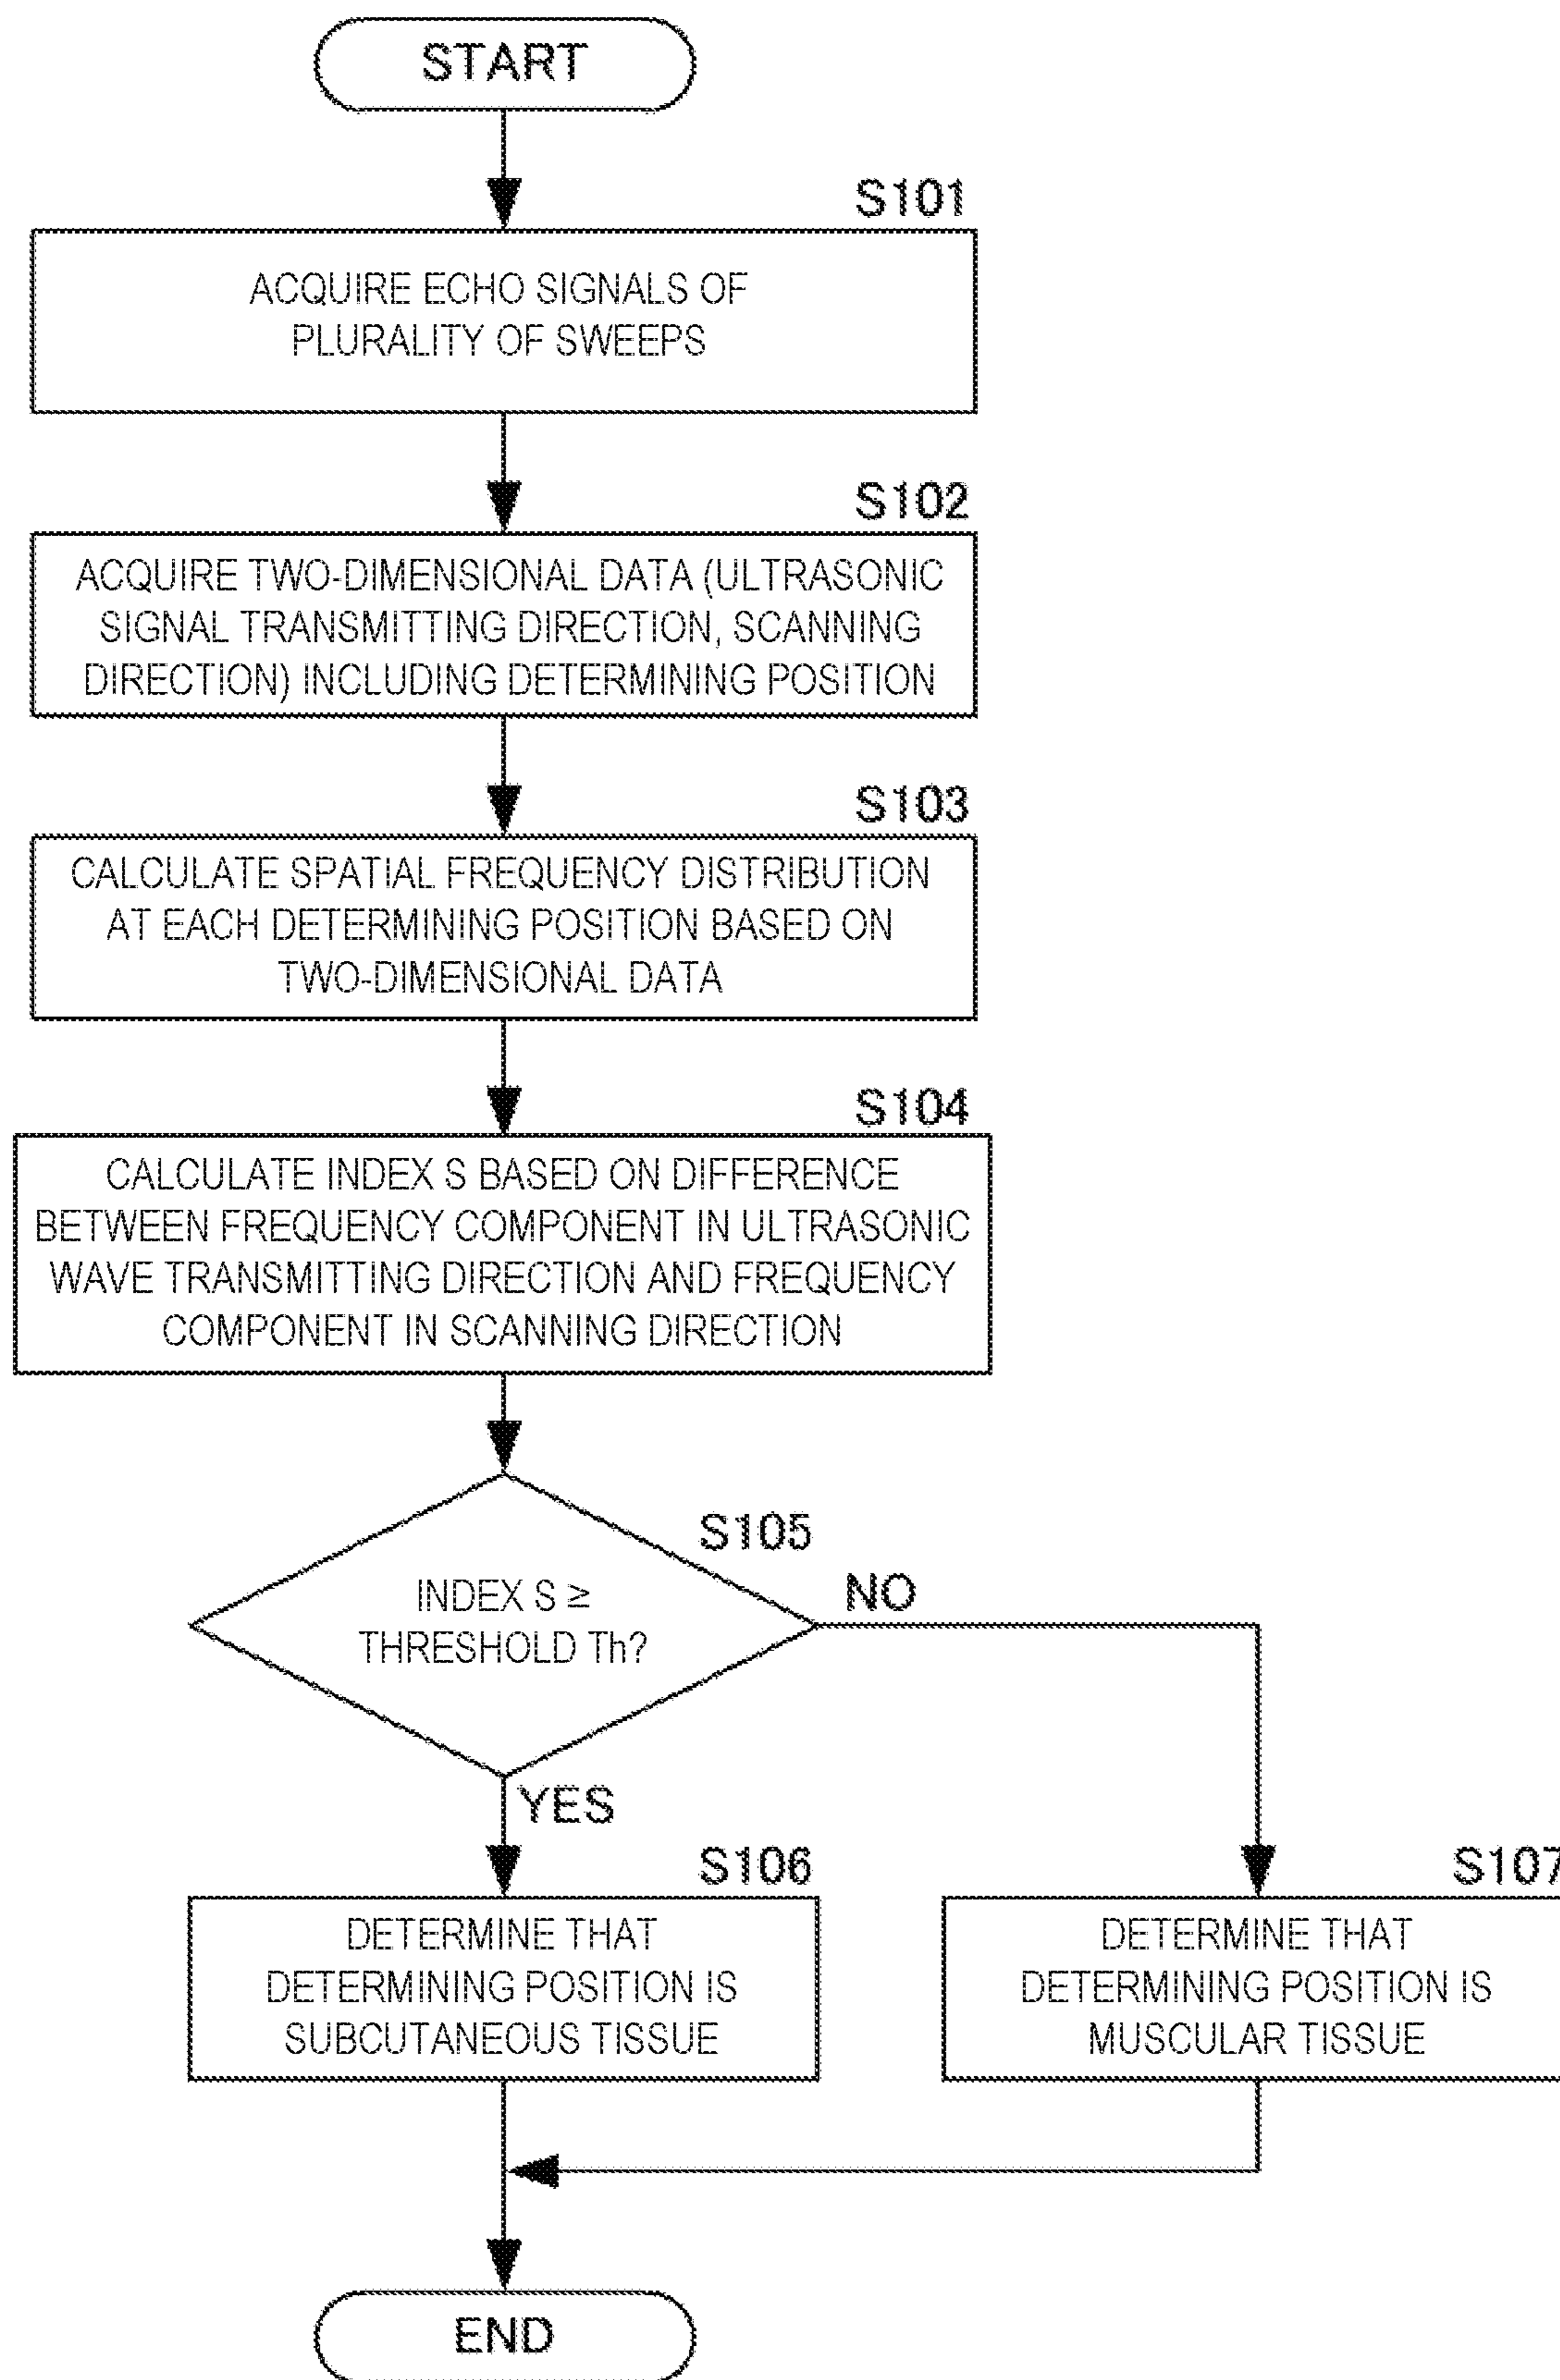 START
S101
ACQUIRE ECHO SIGNALS OF
PLURALITY OF SWEEPS
S102
ACQUIRE TWO-DIMENSIONAL DATA (ULTRASONIC
SIGNAL TRANSMITTING DIRECTION, SCANNING
DIRECTION) INCLUDING DETERMINING POSITION
S103
CALCULATE SPATIAL FREQUENCY DISTRIBUTION
AT EACH DETERMINING POSITION BASED ON
TWO-DIMENSIONAL DATA
S104
CALCULATE INDEX S BASED ON DIFFERENCE
BETWEEN FREQUENCY COMPONENT IN ULTRASONIC
WAVE TRANSMITTING DIRECTION AND FREQUENCY
COMPONENT IN SCANNING DIRECTION
S105
INDEX S ≥
THRESHOLD Th?
NO
YES
S106
DETERMINE THAT
DETERMINING POSITION IS
SUBCUTANEOUS TISSUE
S107
DETERMINE THAT
DETERMINING POSITION IS
MUSCULAR TISSUE
END